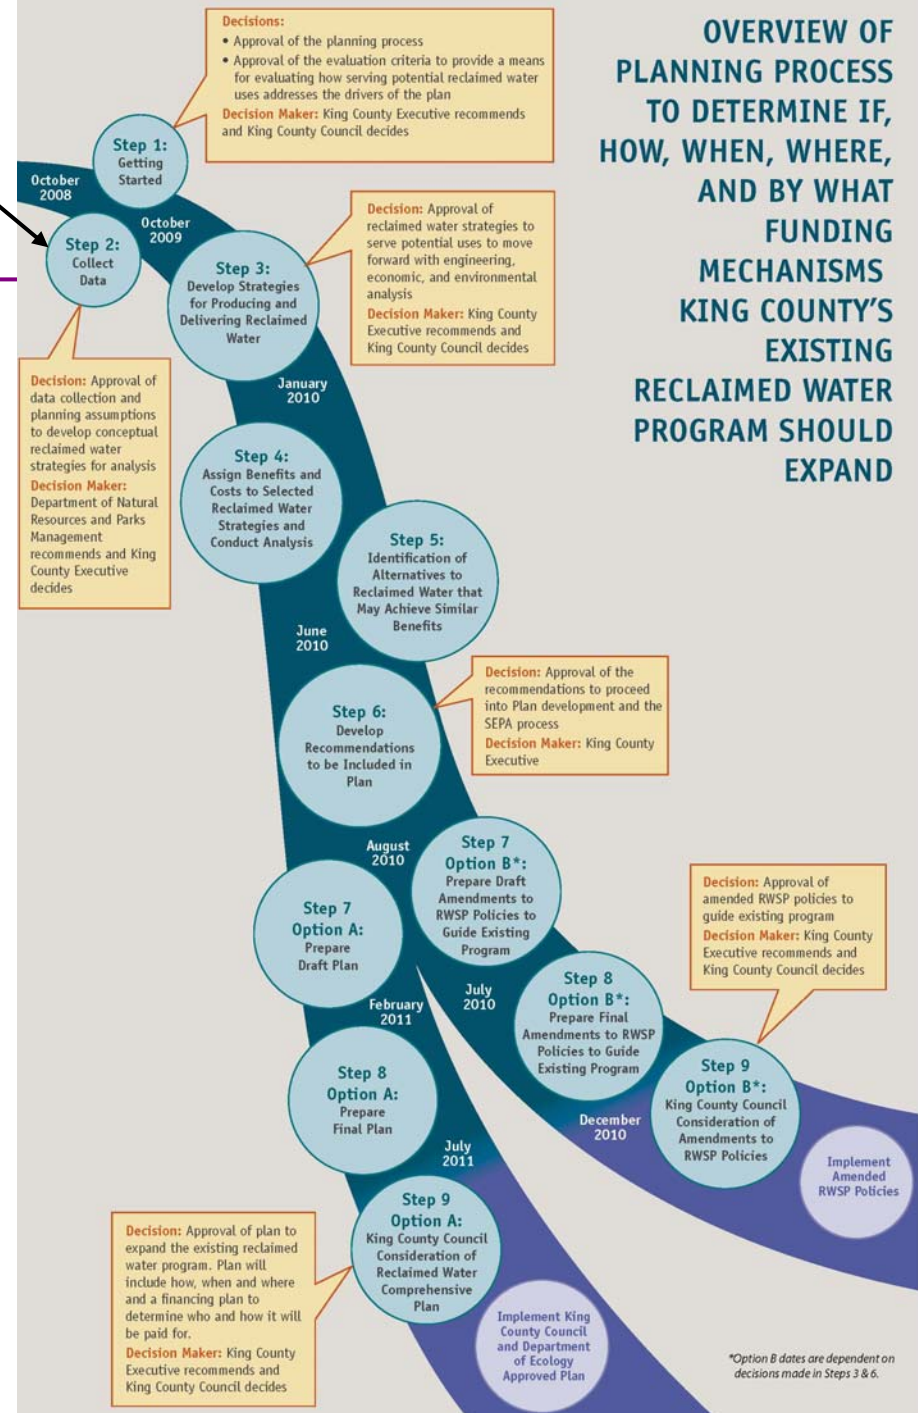 OVERVIEW OF
PLANNING PROCESS
TO DETERMINE IF,
HOW, WHEN, WHERE,
AND BY WHAT
FUNDING
MECHANISMS
KING COUNTY'S
EXISTING
RECLAIMED WATER
PROGRAM SHOULD
EXPAND
Decisions:
• Approval of the planning process
• Approval of the evaluation criteria to provide a means
for evaluating how serving potential reclaimed water
uses addresses the drivers of the plan
Decision Maker: King County Executive recommends
and King County Council decides
Step 1:
Getting
Started
October
2008
Step 2:
Collect
Data
October
2009
Decision: Approval of
data collection and
planning assumptions
to develop conceptual
reclaimed water
strategies for analysis
Decision Maker:
Department of Natural
Resources and Parks
Management
recommends and King
County Executive
decides
Step 3:
Develop Strategies
for Producing and
Delivering Reclaimed
Water
Decision: Approval of
reclaimed water strategies to
serve potential uses to move
forward with engineering,
economic, and environmental
analysis
Decision Maker: King County
Executive recommends and
King County Council decides
January
2010
Step 4:
Assign Benefits and
Costs to Selected
Reclaimed Water
Strategies and
Conduct Analysis
Step 5:
Identification of
Alternatives to
Reclaimed Water that
May Achieve Similar
Benefits
June
2010
Step 6:
Develop
Recommendations
to be Included in
Plan
Decision: Approval of the
recommendations to proceed
into Plan development and the
SEPA process
Decision Maker: King County
Executive
August
2010
Step 7
Option A:
Prepare
Draft Plan
Step 7
Option B*:
Prepare Draft
Amendments to
RWSP Policies to
Guide Existing
Program
February
2011
July
2010
Step 8
Option A:
Prepare
Final Plan
Step 8
Option B*:
Prepare Final
Amendments to RWSP
Policies to Guide
Existing Program
Decision: Approval of
amended RWSP policies to
guide existing program
Decision Maker: King County
Executive recommends and
King County Council decides
July
2011
December
2010
Step 9
Option A:
King County Council
Consideration of
Reclaimed Water
Comprehensive
Plan
Step 9
Option B*:
King County Council
Consideration of
Amendments to
RWSP Policies
Implement
Amended
RWSP Policies
Decision: Approval of plan to
expand the existing reclaimed
water program. Plan will
include how, when and where
and a financing plan to
determine who and how it will
be paid for.
Decision Maker: King County
Executive recommends and
King County Council decides
Implement King
County Council
and Department
of Ecology
Approved Plan
*Option B dates are dependent on
decisions made in Steps 3 & 6.